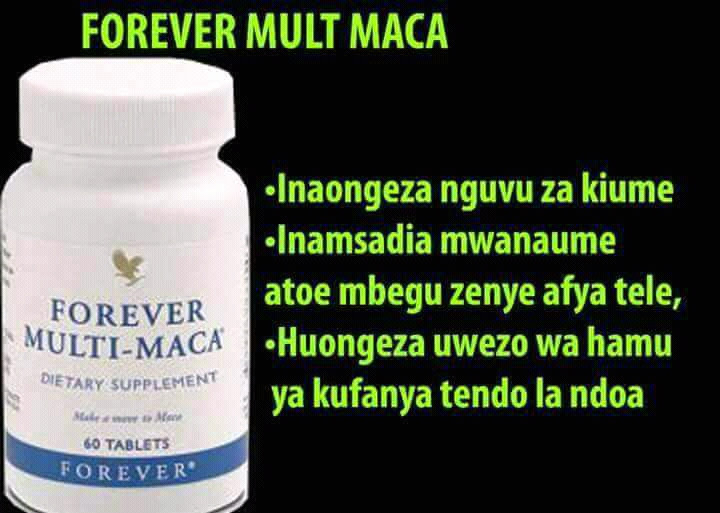 FOREVER MULT MACA
•Inaongeza nguvu za kiume
•Inamsadia mwanaume
atoe mbegu zenye afya tele,
•Huongeza uwezo wa hamu
ya kufanya tendo la ndoa
FOREVER
MULTI-MACA
DIETARY SUPPLEMENT
Make a move to Maca
60 TABLETS
FOREVER®